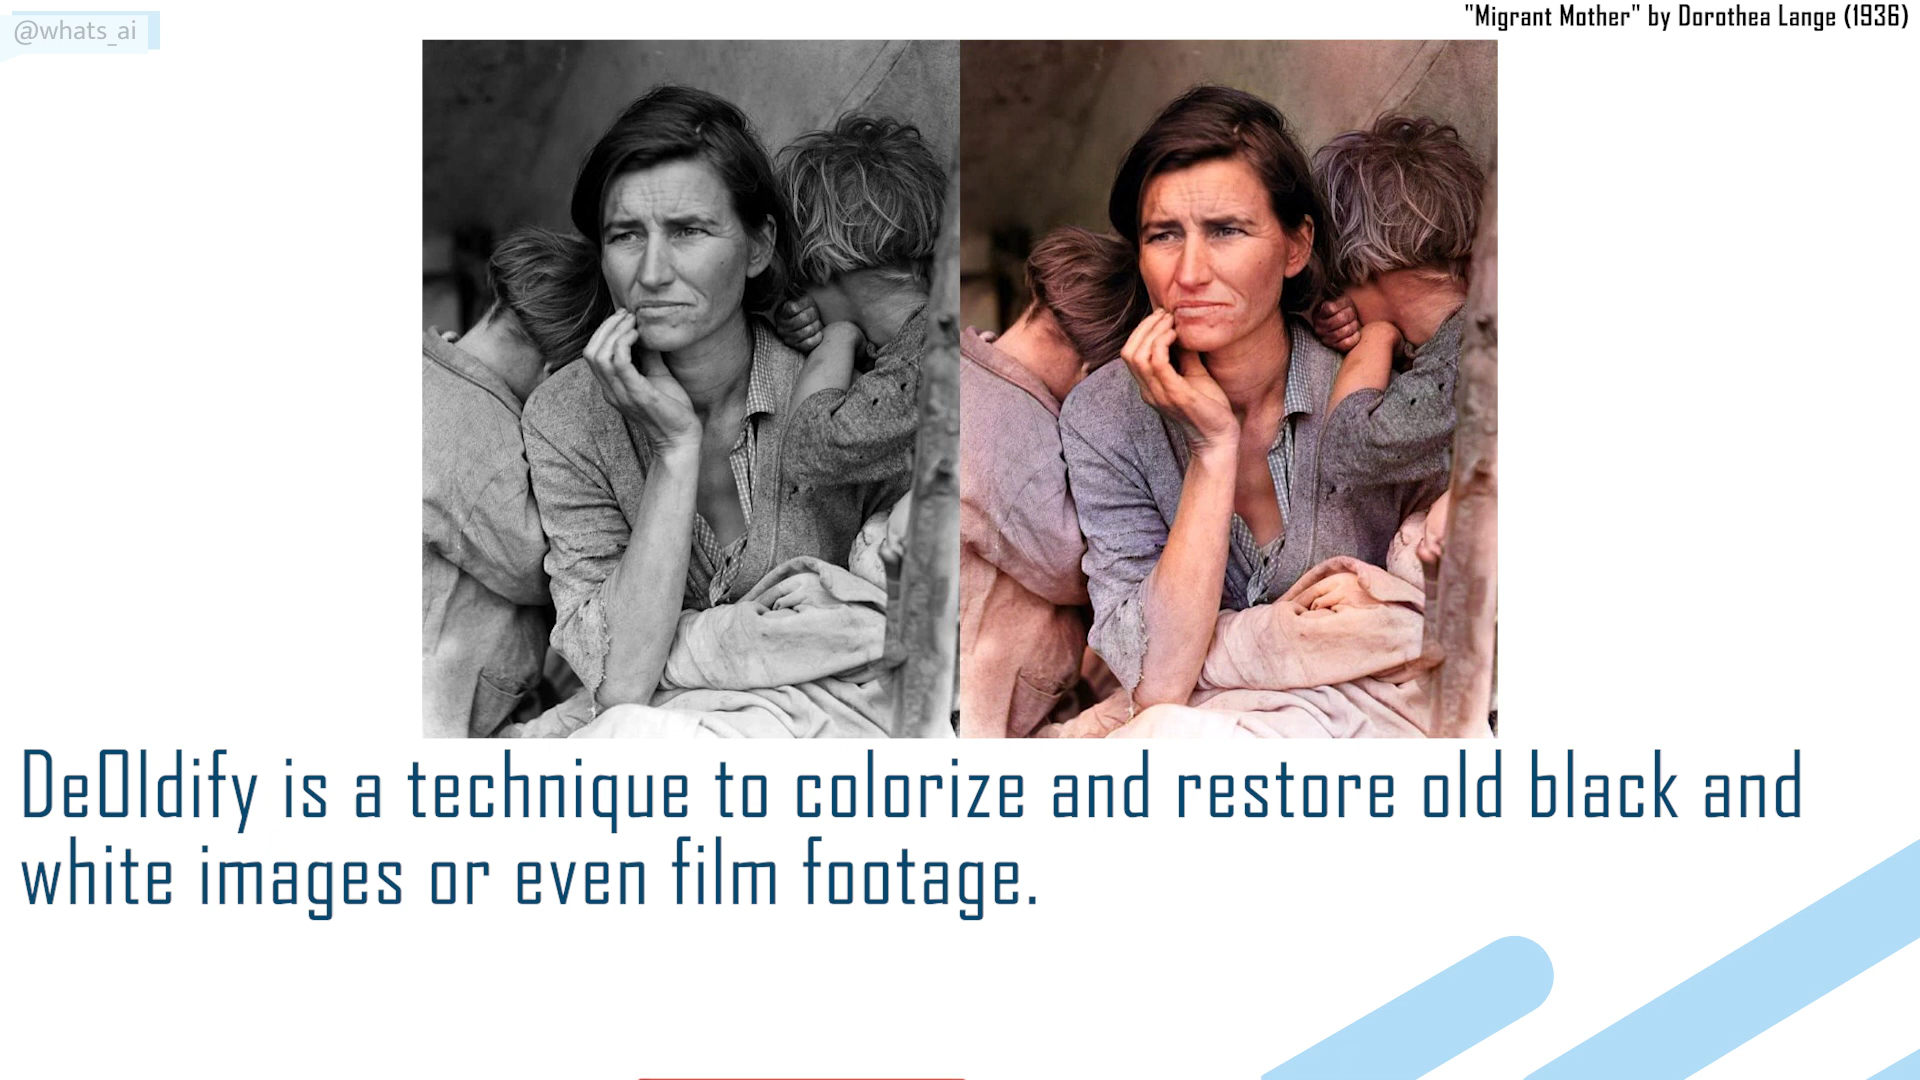 @whats_ai
"Migrant Mother" by Dorothea Lange (1936)
DeOldify is a technique to colorize and restore old black and
white images or even film footage.